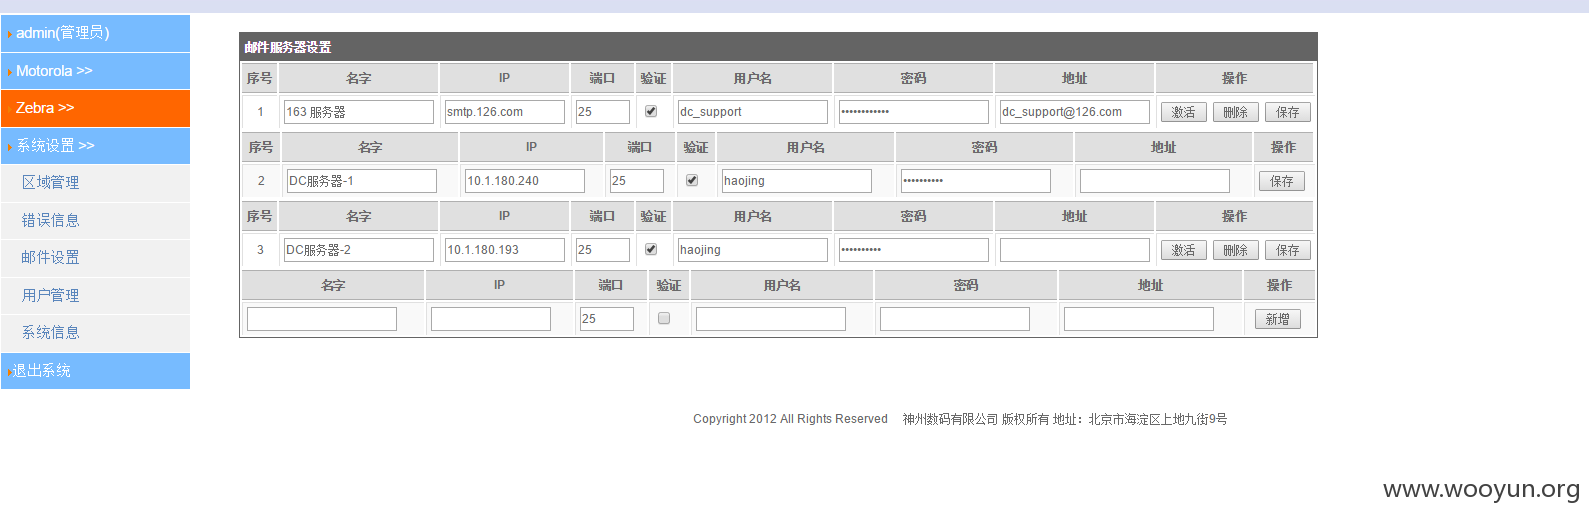 admin(管理员)
Motorola >>
Zebra >>
系统设置 >>
区域管理
错误信息
邮件设置
用户管理
系统信息
退出系统
邮件服务器设置
序号 名字 IP 端口 验证 用户名 密码 地址 操作
1 163 服务器 smtp.126.com 25 dc_support •••••••••••• dc_support@126.com 激活 删除 保存
序号 名字 IP 端口 验证 用户名 密码 地址 操作
2 DC服务器-1 10.1.180.240 25 haojing •••••••••• 保存
序号 名字 IP 端口 验证 用户名 密码 地址 操作
3 DC服务器-2 10.1.180.193 25 haojing •••••••••• 激活 删除 保存
名字 IP 端口 验证 用户名 密码 地址 操作
25 新增
Copyright 2012 All Rights Reserved 神州数码有限公司 版权所有 地址：北京市海淀区上地九街9号
www.wooyun.org